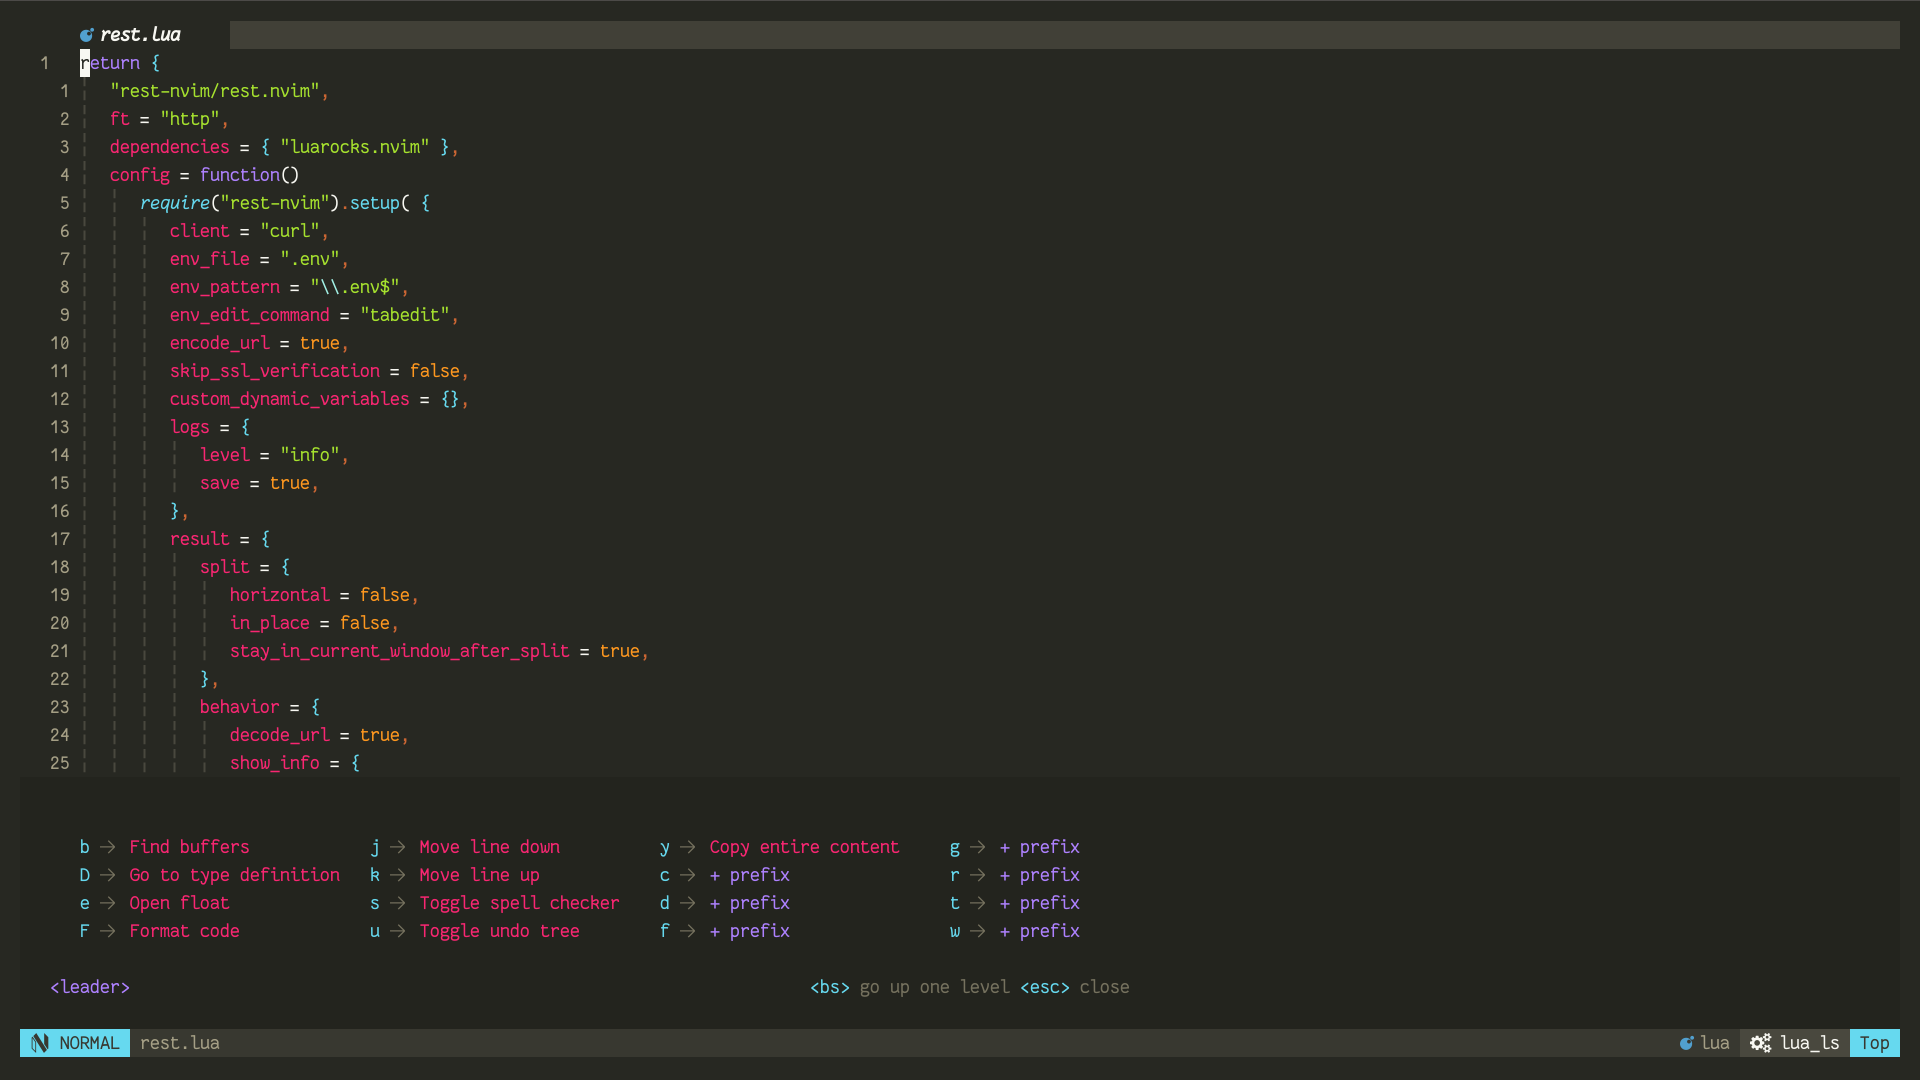 rest.lua
1 return {
1 "rest-nvim/rest.nvim",
2 ft = "http",
3 dependencies = { "luarocks.nvim" },
4 config = function()
5 require("rest-nvim").setup( {
6 client = "curl",
7 env_file = ".env",
8 env_pattern = "\\.env$",
9 env_edit_command = "tabedit",
10 encode_url = true,
11 skip_ssl_verification = false,
12 custom_dynamic_variables = {},
13 logs = {
14 level = "info",
15 save = true,
16 },
17 result = {
18 split = {
19 horizontal = false,
20 in_place = false,
21 stay_in_current_window_after_split = true,
22 },
23 behavior = {
24 decode_url = true,
25 show_info = {
b → Find buffers j → Move line down y → Copy entire content g → + prefix
D → Go to type definition k → Move line up c → + prefix r → + prefix
e → Open float s → Toggle spell checker d → + prefix t → + prefix
F → Format code u → Toggle undo tree f → + prefix w → + prefix
<leader> <bs> go up one level <esc> close
NORMAL rest.lua lua lua_ls Top